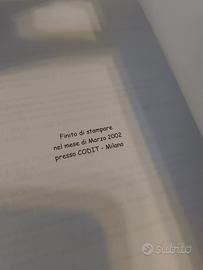 Finito di stampare
nel mese di Marzo 2002
presso CODIT - Milano
subito